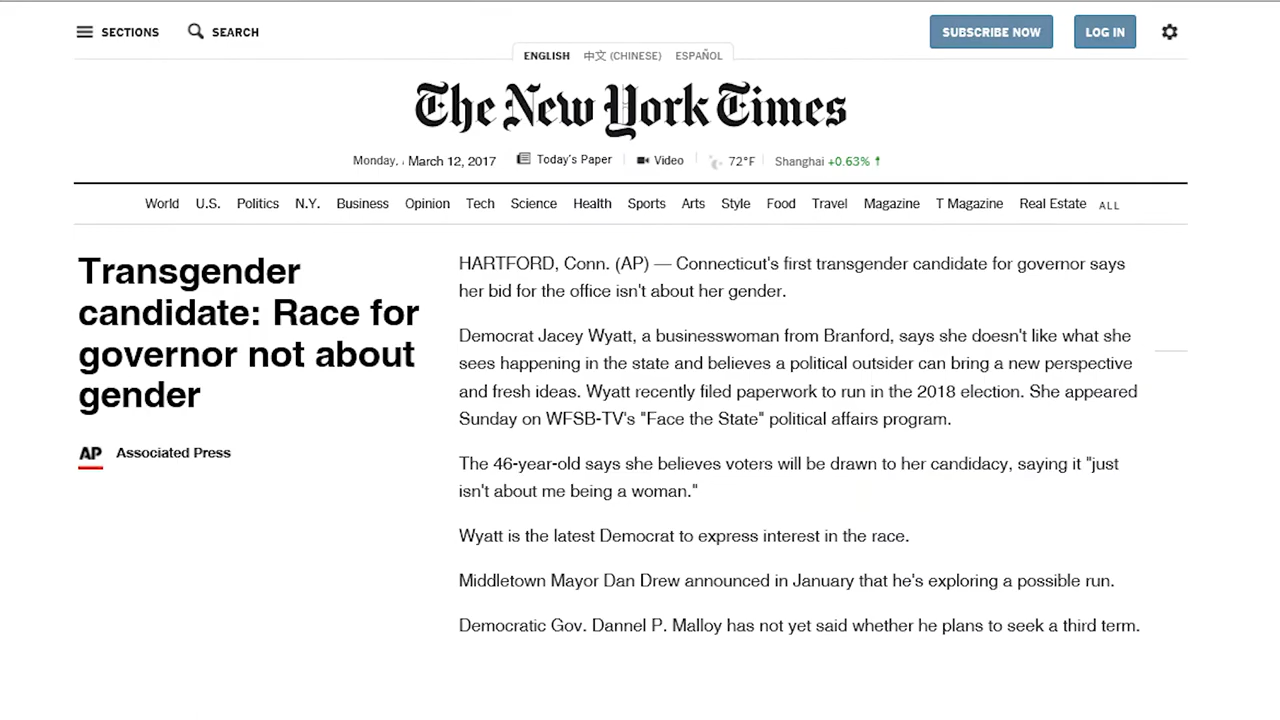 SECTIONS SEARCH SUBSCRIBE NOW LOG IN
ENGLISH 中文 (CHINESE) ESPAÑOL
The New York Times
Monday, March 12, 2017 Today's Paper Video 72°F Shanghai +0.63% ↑
World U.S. Politics N.Y. Business Opinion Tech Science Health Sports Arts Style Food Travel Magazine T Magazine Real Estate ALL
Transgender
candidate: Race for
governor not about
gender
AP Associated Press
HARTFORD, Conn. (AP) — Connecticut's first transgender candidate for governor says
her bid for the office isn't about her gender.
Democrat Jacey Wyatt, a businesswoman from Branford, says she doesn't like what she
sees happening in the state and believes a political outsider can bring a new perspective
and fresh ideas. Wyatt recently filed paperwork to run in the 2018 election. She appeared
Sunday on WFSB-TV's "Face the State" political affairs program.
The 46-year-old says she believes voters will be drawn to her candidacy, saying it "just
isn't about me being a woman."
Wyatt is the latest Democrat to express interest in the race.
Middletown Mayor Dan Drew announced in January that he's exploring a possible run.
Democratic Gov. Dannel P. Malloy has not yet said whether he plans to seek a third term.